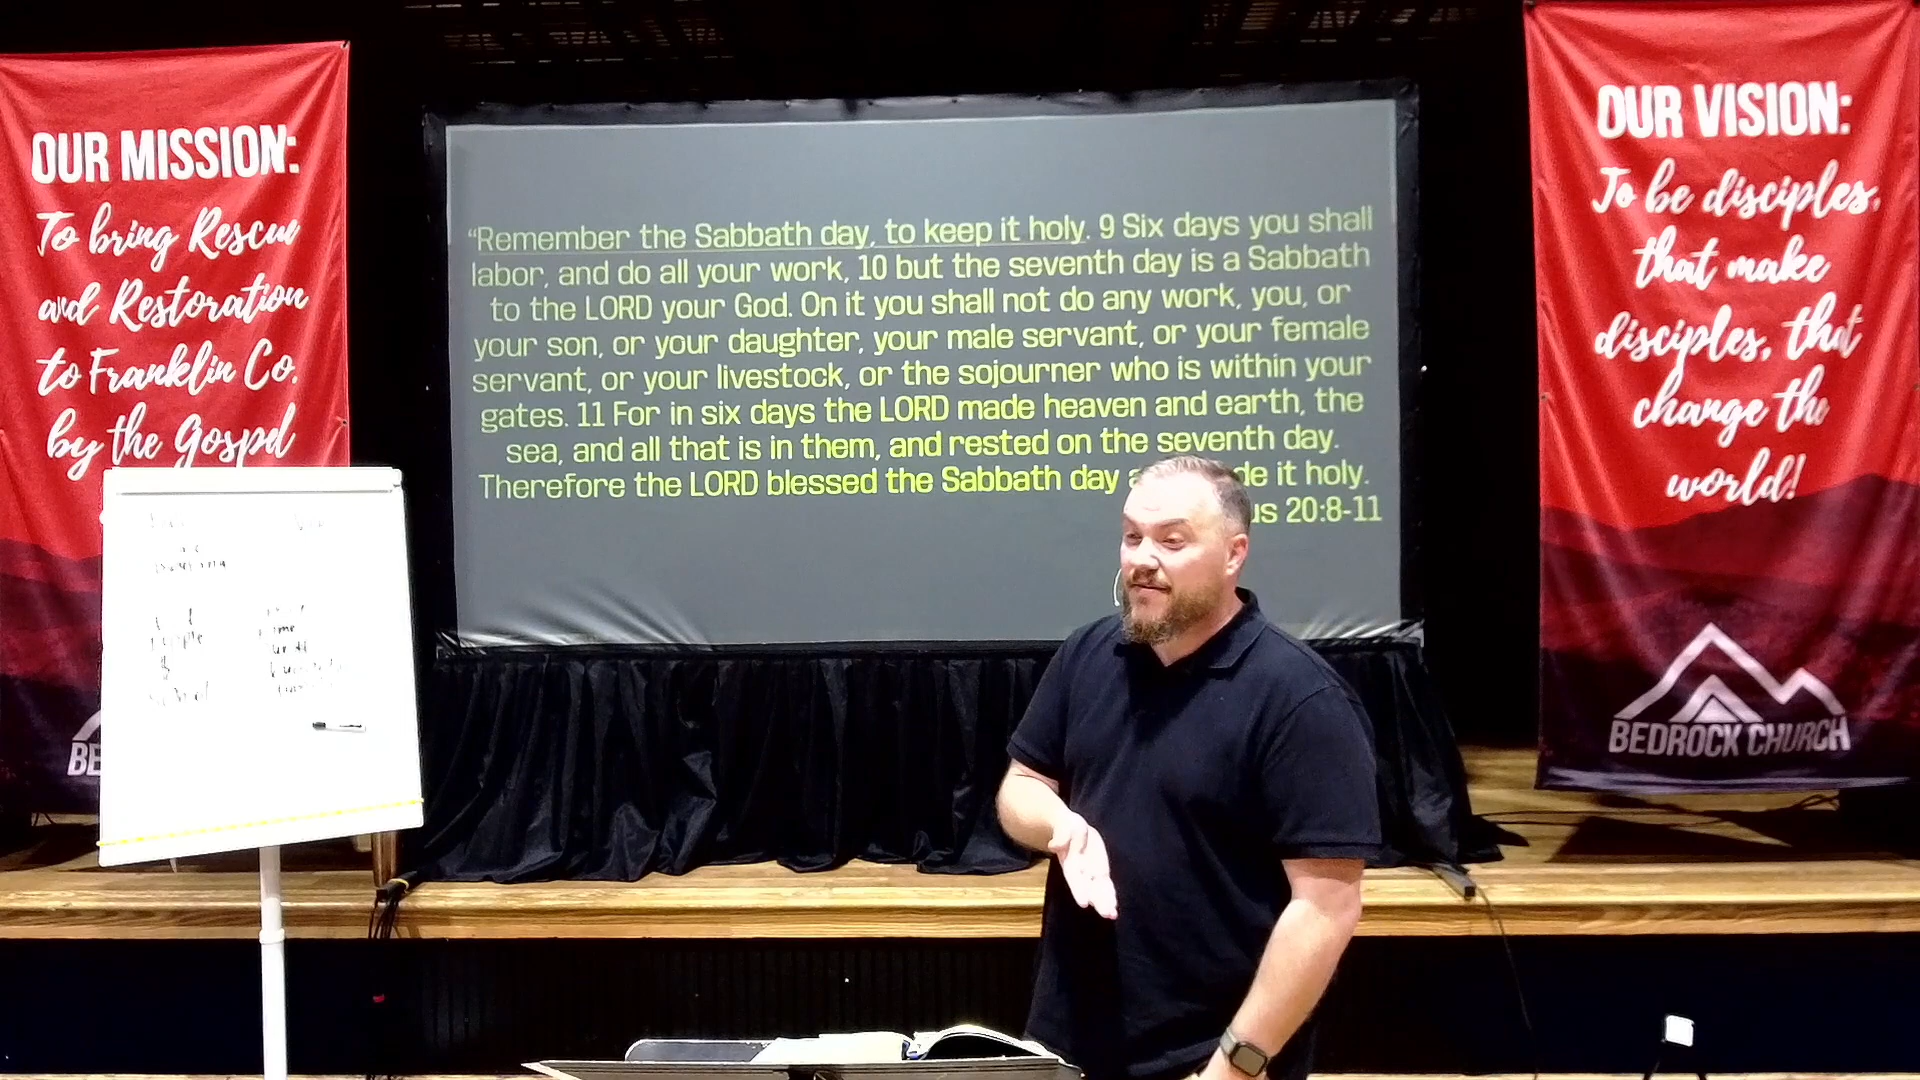 OUR MISSION:
To bring Rescue
and Restoration
to Franklin Co.
by the Gospel
BE
“Remember the Sabbath day, to keep it holy. 9 Six days you shall
labor, and do all your work, 10 but the seventh day is a Sabbath
to the LORD your God. On it you shall not do any work, you, or
your son, or your daughter, your male servant, or your female
servant, or your livestock, or the sojourner who is within your
gates. 11 For in six days the LORD made heaven and earth, the
sea, and all that is in them, and rested on the seventh day.
Therefore the LORD blessed the Sabbath day a de it holy.
us 20:8-11
people
OUR VISION:
To be disciples,
that make
disciples, that
change the
world!
BEDROCK CHURCH